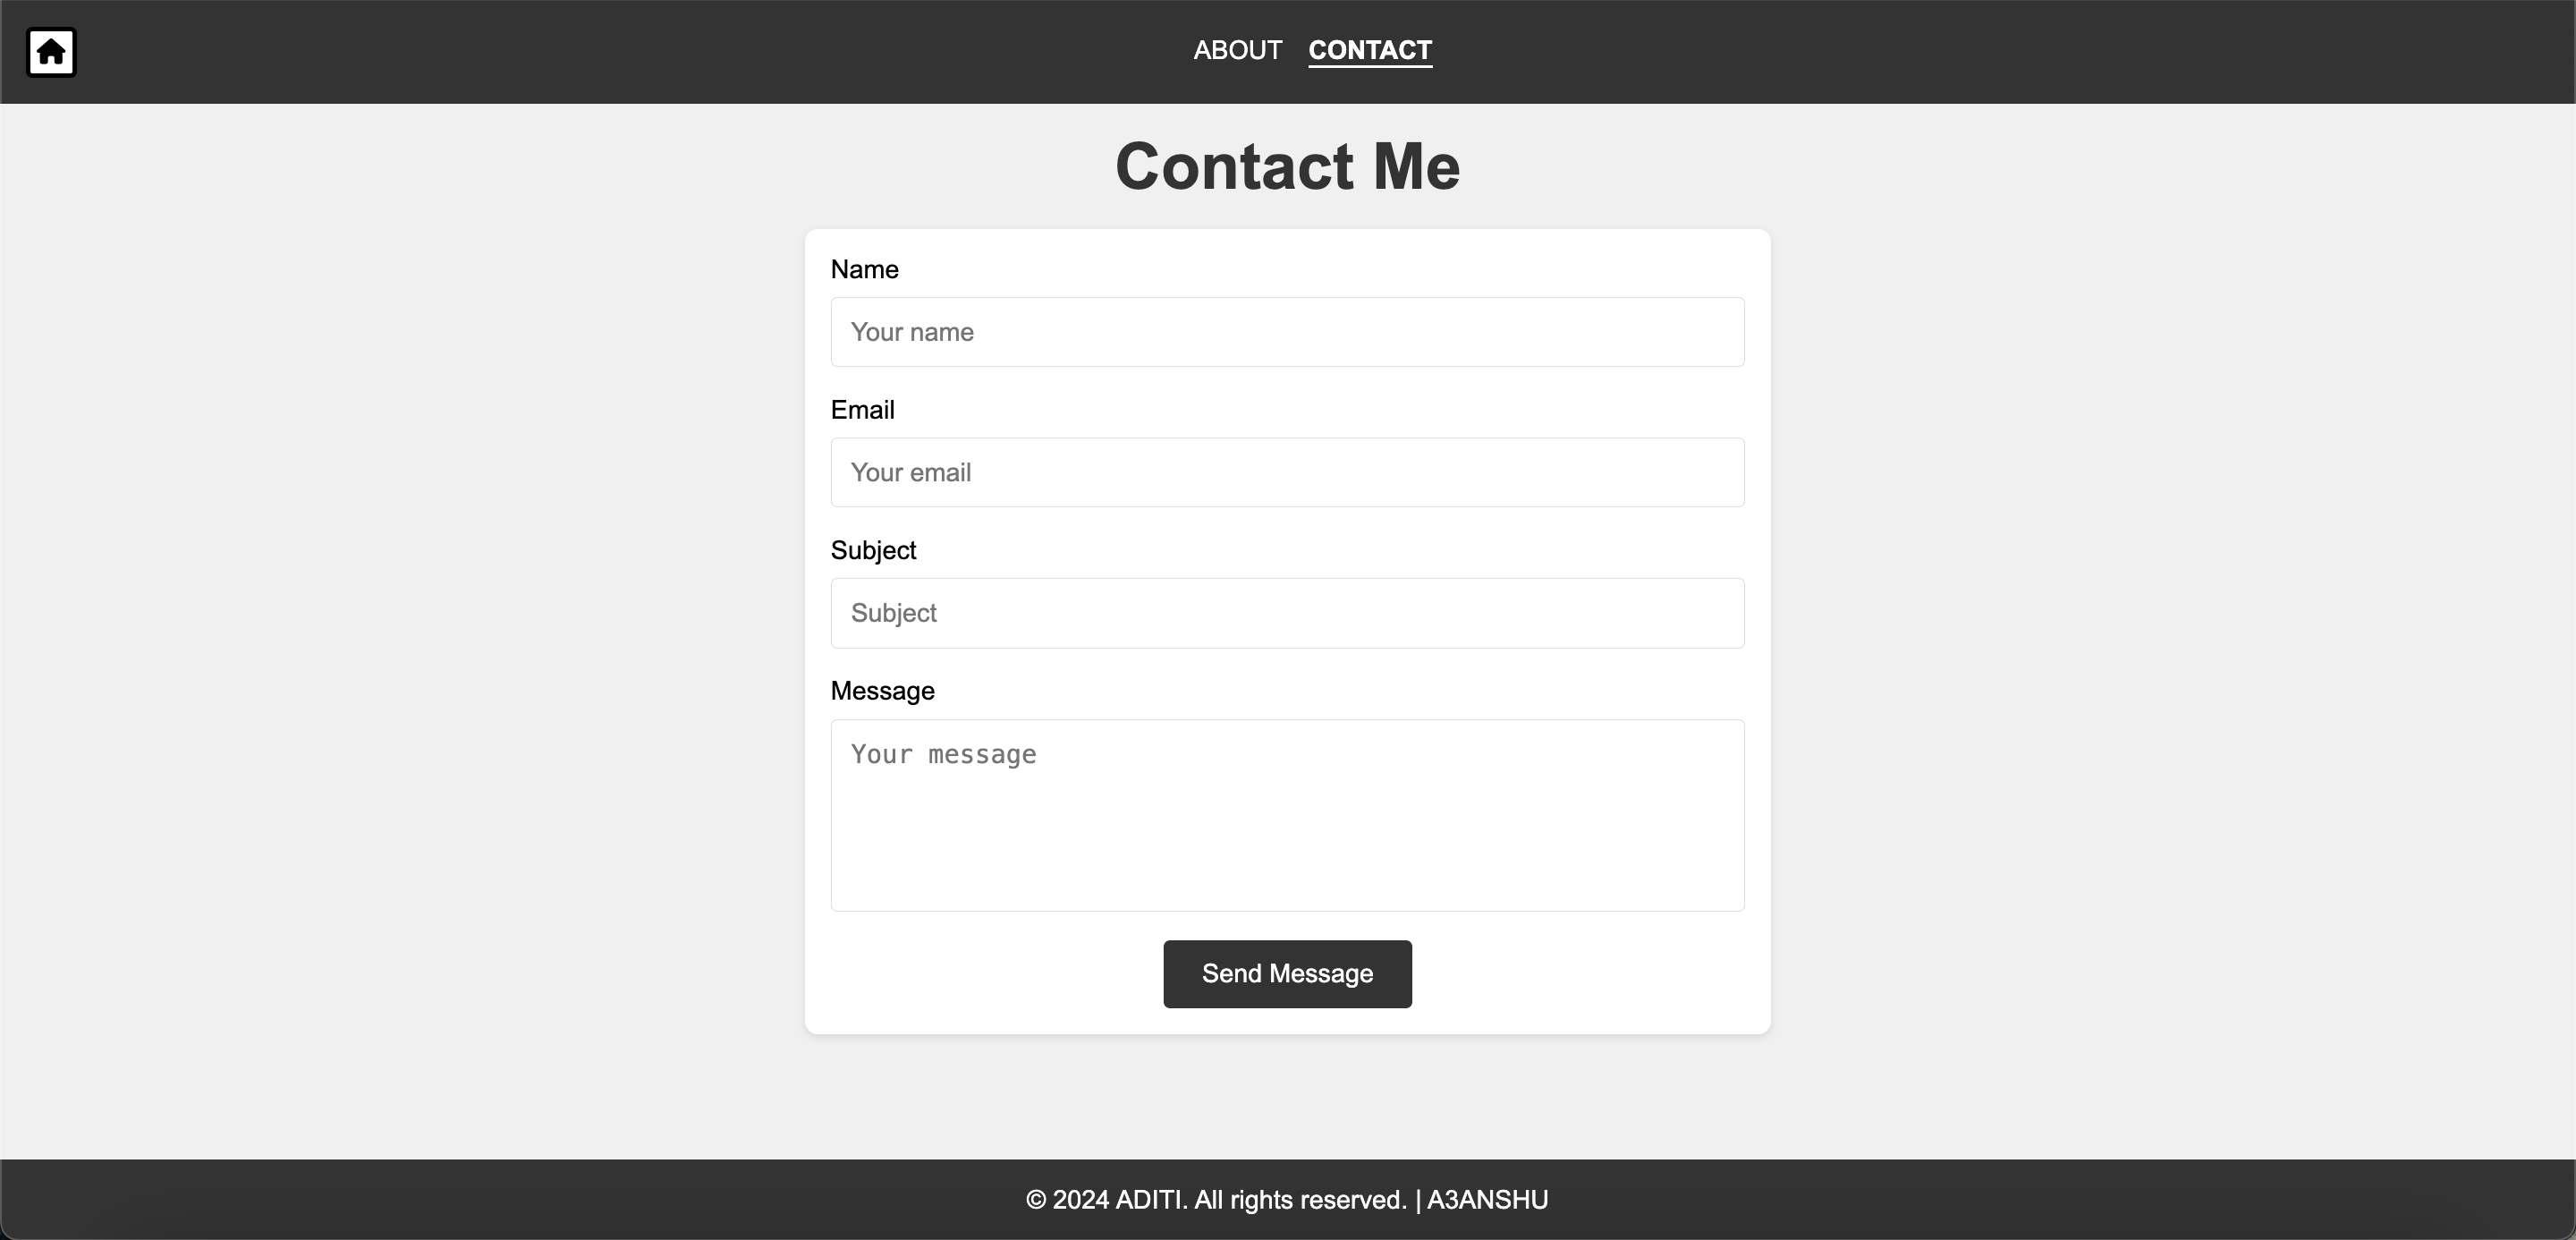 ABOUT CONTACT
Contact Me
Name
Your name
Email
Your email
Subject
Subject
Message
Your message
Send Message
© 2024 ADITI. All rights reserved. | A3ANSHU